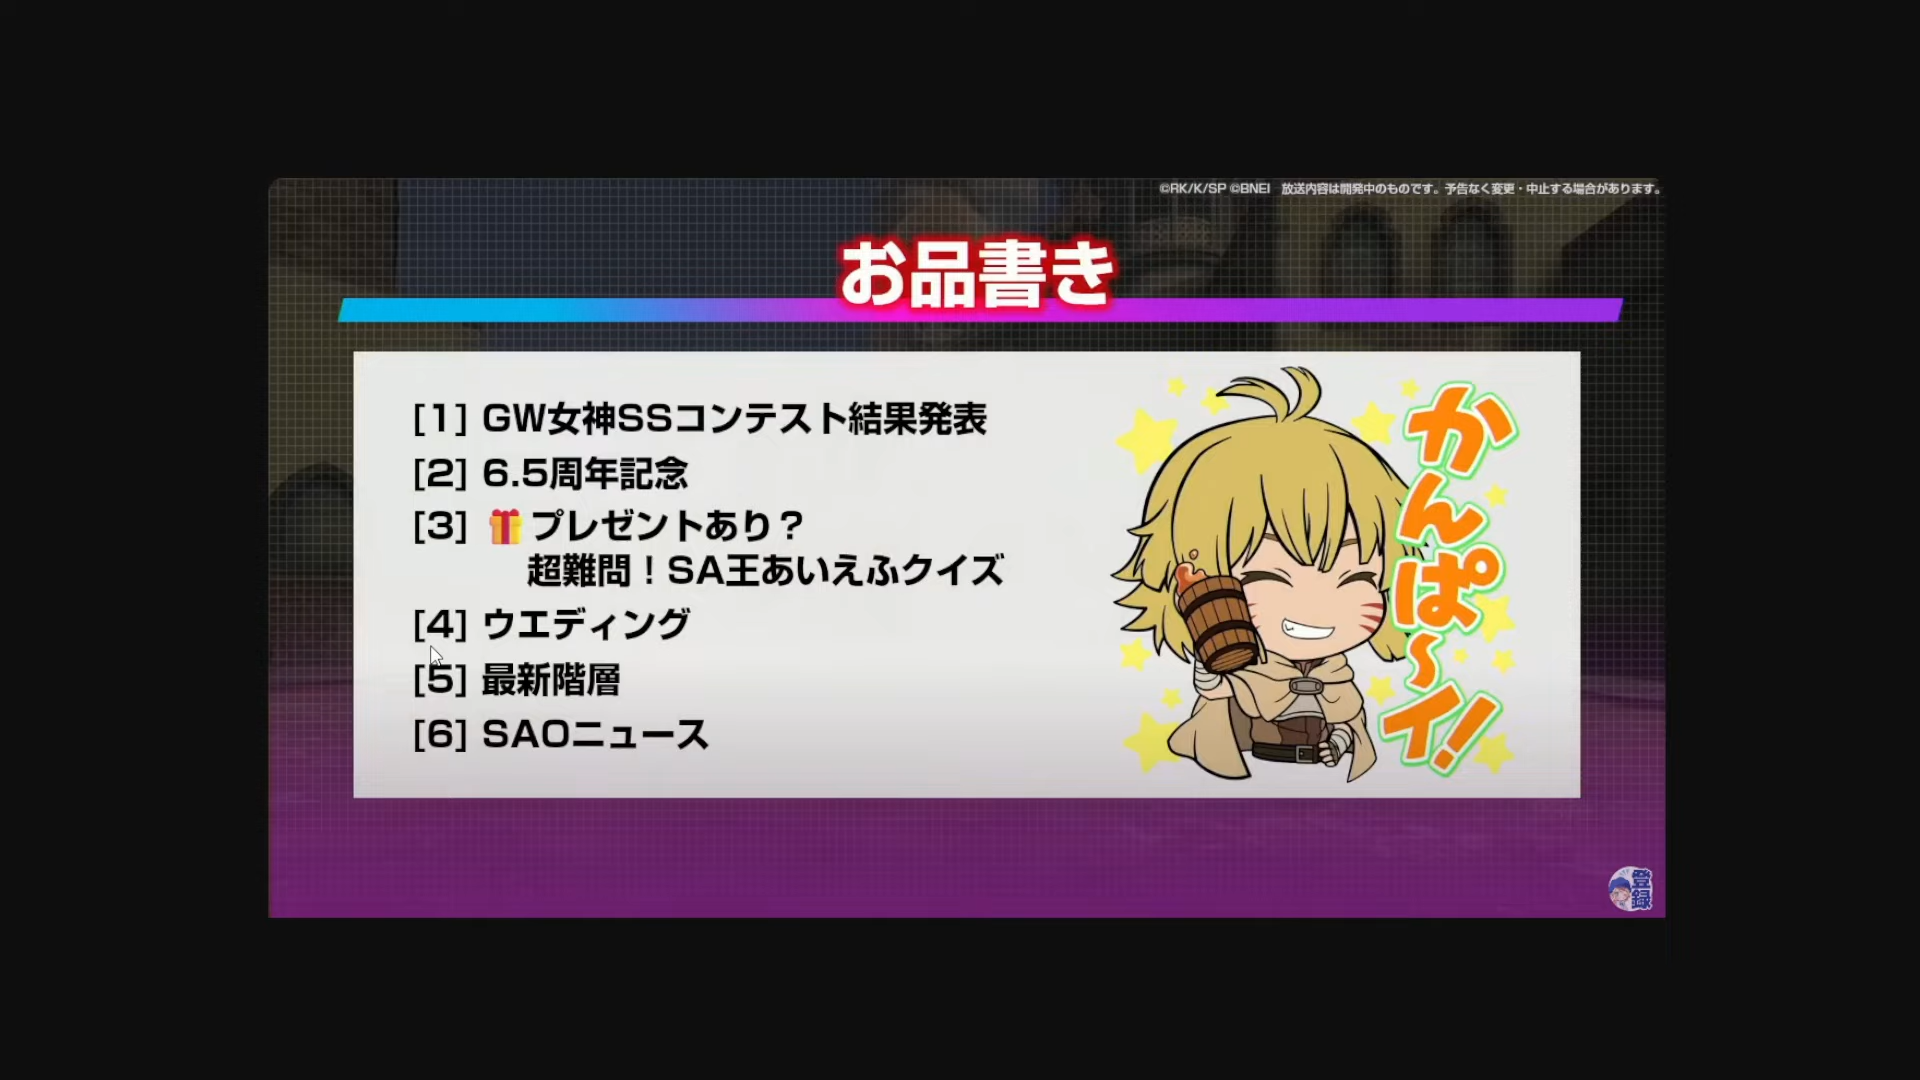 ©RK/K/SP ©BNEI 放送内容は開発中のものです。予告なく変更・中止する場合があります。
お品書き
[1] GW女神SSコンテスト結果発表
[2] 6.5周年記念
[3] 🎁プレゼントあり？
超難問！SA王あいえふクイズ
[4] ウエディング
[5] 最新階層
[6] SAOニュース
かんぱ～イ!
登録